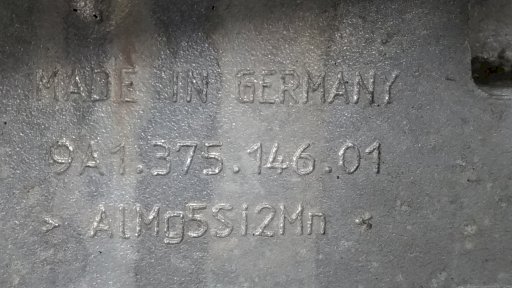 MADE IN GERMANY
9A1.375.146.01
> AlMg5Si2Mn <